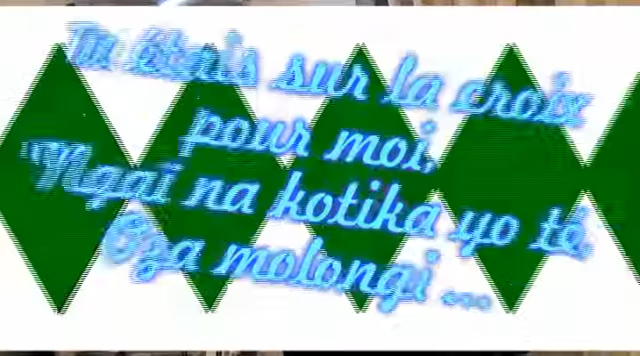 Tu étais sur la croix
pour moi,
"Ngai na kotika yo té,
Oza molongi ...